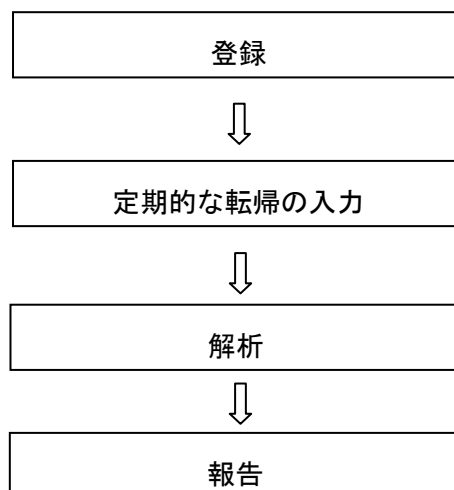 登録
定期的な転帰の入力
解析
報告